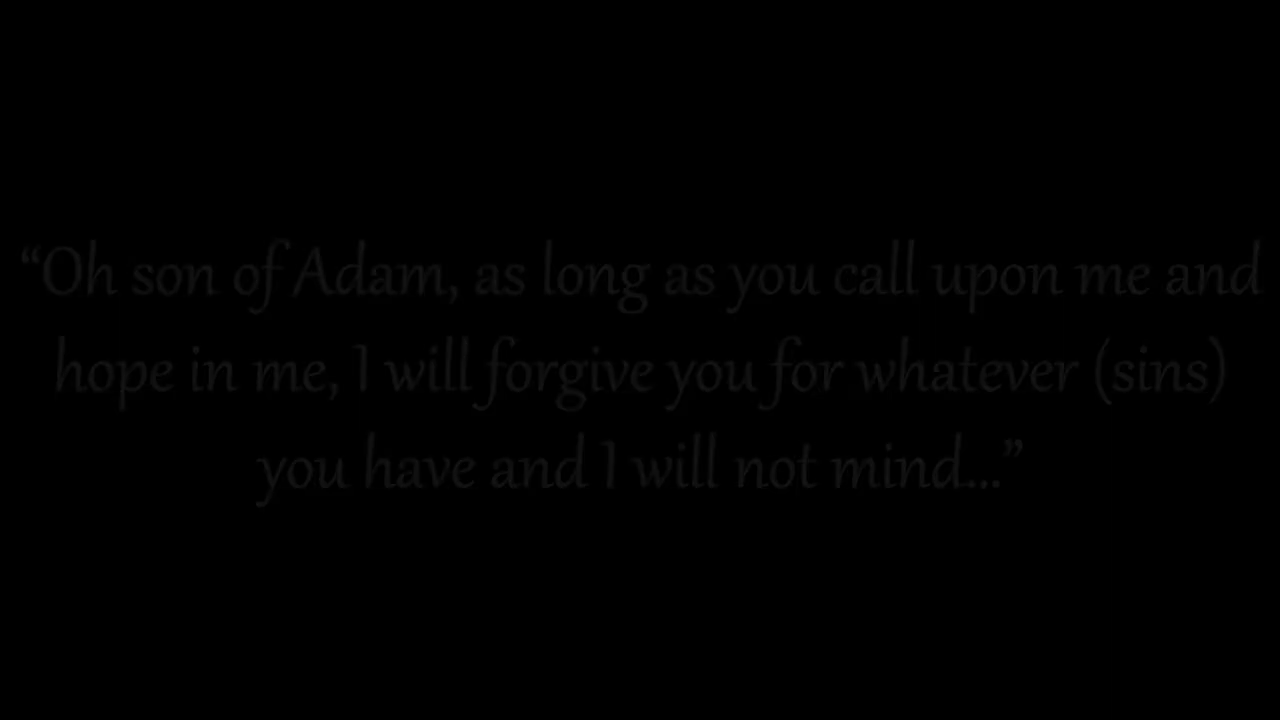 “Oh son of Adam, as long as you call upon me and
hope in me, I will forgive you for whatever (sins)
you have and I will not mind...”